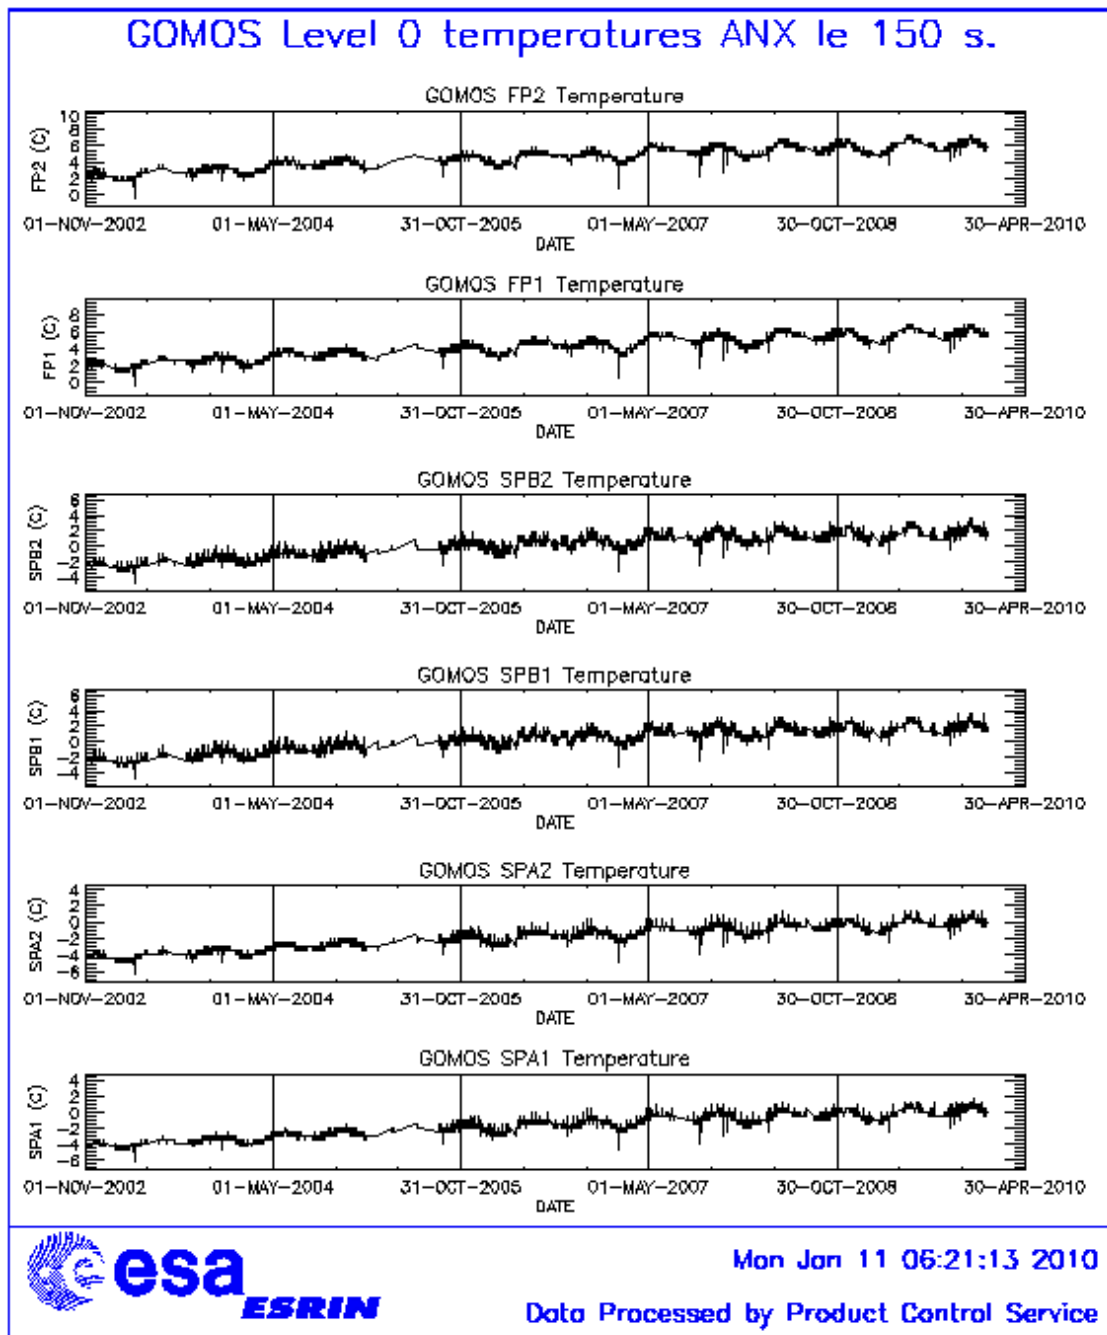 GOMOS Level 0 temperatures ANX le 150 s.
GOMOS FP2 Temperature
FP2 (C)
10
8
6
4
2
0
01-NOV-2002 01-MAY-2004 31-OCT-2005 01-MAY-2007 30-OCT-2008 30-APR-2010
DATE
GOMOS FP1 Temperature
FP1 (C)
8
6
4
2
0
01-NOV-2002 01-MAY-2004 31-OCT-2005 01-MAY-2007 30-OCT-2008 30-APR-2010
DATE
GOMOS SPB2 Temperature
SPB2 (C)
6
4
2
0
-2
-4
01-NOV-2002 01-MAY-2004 31-OCT-2005 01-MAY-2007 30-OCT-2008 30-APR-2010
DATE
GOMOS SPB1 Temperature
SPB1 (C)
6
4
2
0
-2
-4
01-NOV-2002 01-MAY-2004 31-OCT-2005 01-MAY-2007 30-OCT-2008 30-APR-2010
DATE
GOMOS SPA2 Temperature
SPA2 (C)
4
2
0
-2
-4
-6
01-NOV-2002 01-MAY-2004 31-OCT-2005 01-MAY-2007 30-OCT-2008 30-APR-2010
DATE
GOMOS SPA1 Temperature
SPA1 (C)
4
2
0
-2
-4
-6
01-NOV-2002 01-MAY-2004 31-OCT-2005 01-MAY-2007 30-OCT-2008 30-APR-2010
DATE
esa
ESRIN
Mon Jan 11 06:21:13 2010
Data Processed by Product Control Service